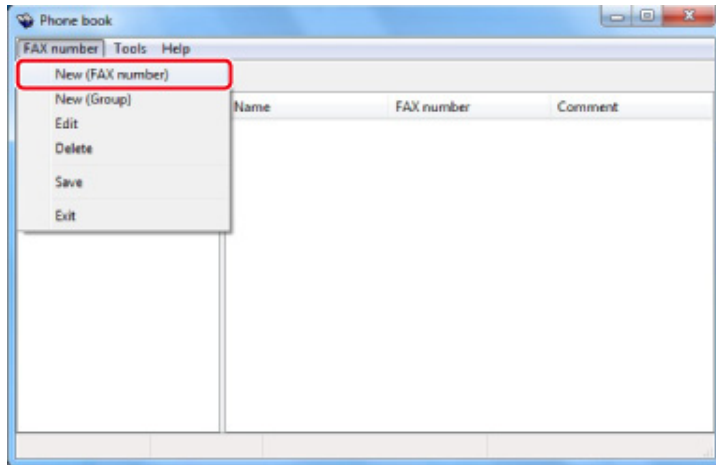 Phone book
FAX number Tools Help
New (FAX number)
New (Group)
Name FAX number Comment
Edit
Delete
Save
Exit